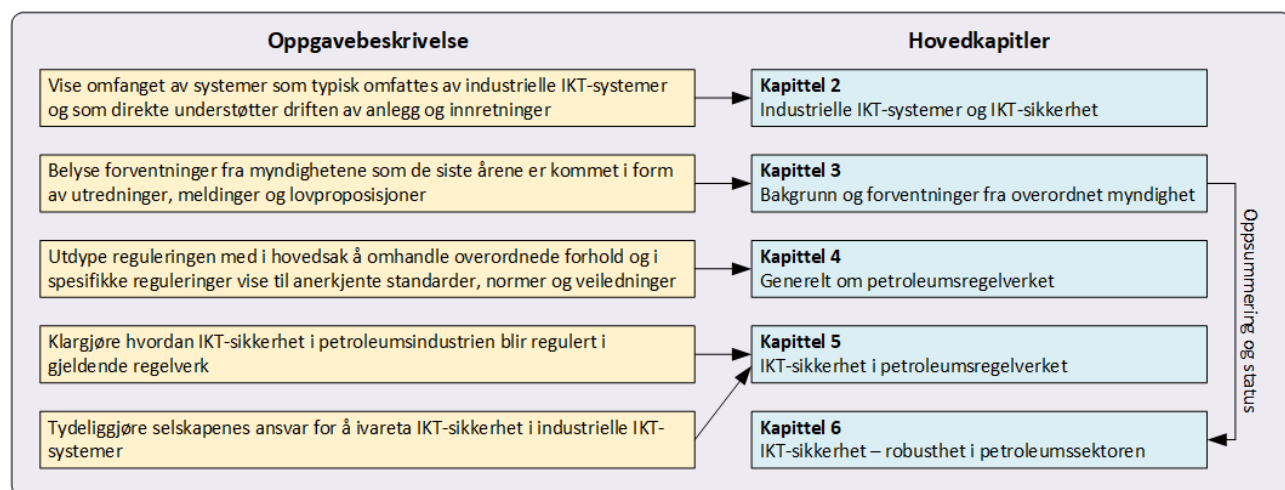 Oppgavebeskrivelse
Hovedkapitler
Vise omfanget av systemer som typisk omfattes av industrielle IKT-systemer
og som direkte understøtter driften av anlegg og innretninger
Kapittel 2
Industrielle IKT-systemer og IKT-sikkerhet
Belyse forventninger fra myndighetene som de siste årene er kommet i form
av utredninger, meldinger og lovproposisjoner
Kapittel 3
Bakgrunn og forventninger fra overordnet myndighet
Utdype reguleringen med i hovedsak å omhandle overordnede forhold og i
spesifikke reguleringer vise til anerkjente standarder, normer og veiledninger
Kapittel 4
Generelt om petroleumsregelverket
Klargjøre hvordan IKT-sikkerhet i petroleumsindustrien blir regulert i
gjeldende regelverk
Kapittel 5
IKT-sikkerhet i petroleumsregelverket
Tydeliggjøre selskapenes ansvar for å ivareta IKT-sikkerhet i industrielle IKT-
systemer
Kapittel 6
IKT-sikkerhet – robusthet i petroleumssektoren
Oppsummering og status